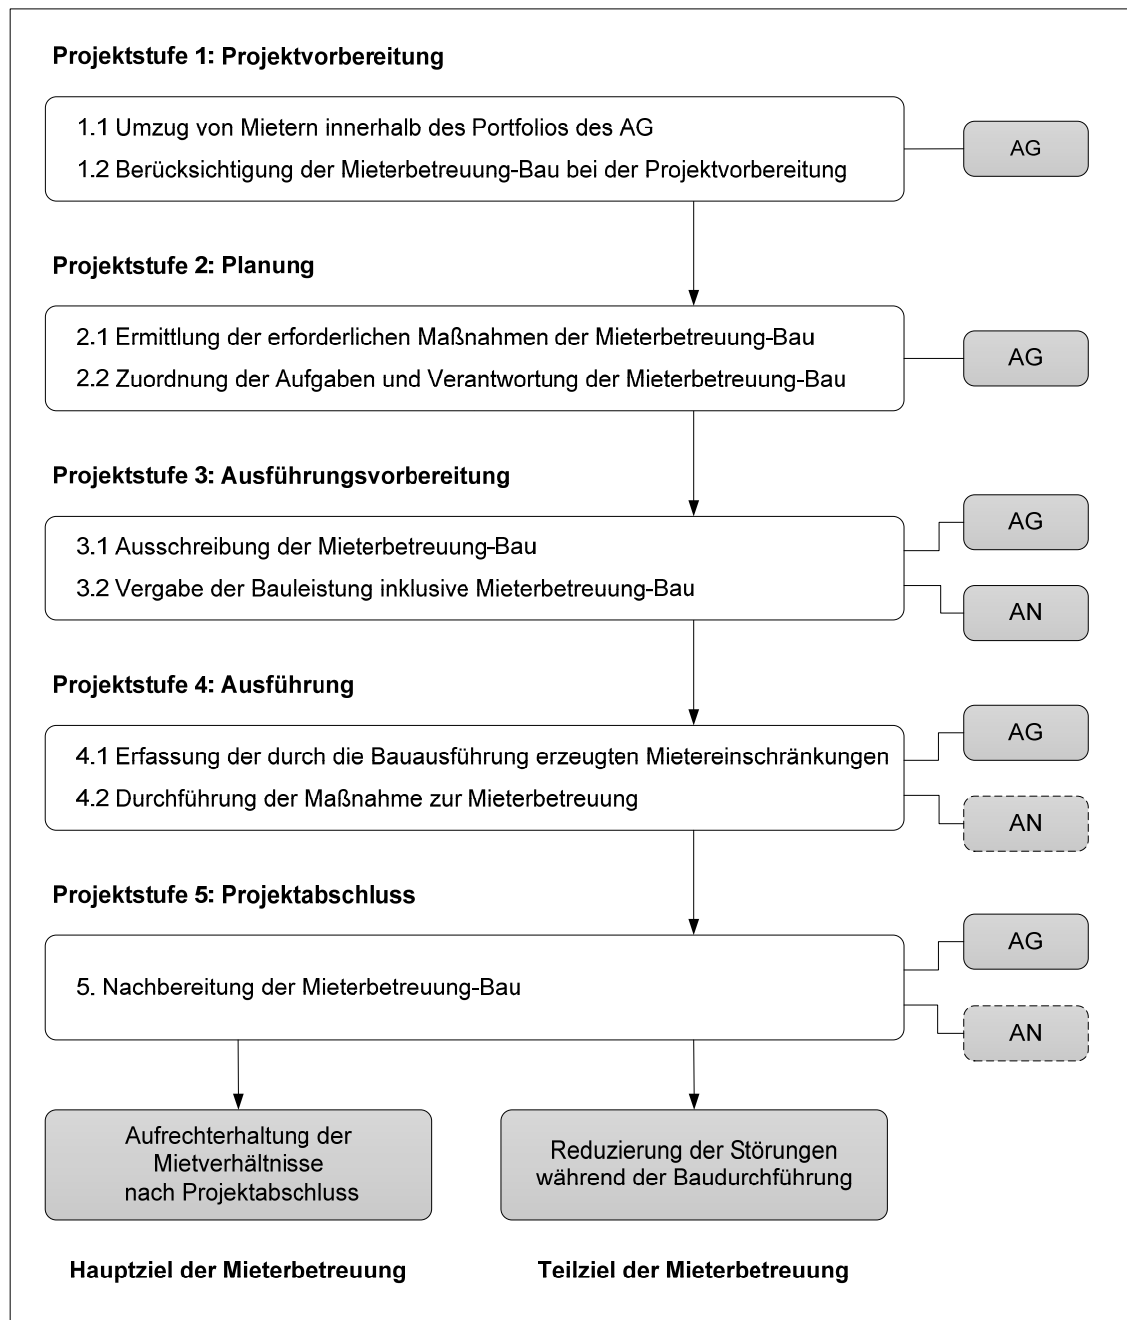 Projektstufe 1: Projektvorbereitung
1.1 Umzug von Mietern innerhalb des Portfolios des AG
1.2 Berücksichtigung der Mieterbetreuung-Bau bei der Projektvorbereitung
AG
Projektstufe 2: Planung
2.1 Ermittlung der erforderlichen Maßnahmen der Mieterbetreuung-Bau
2.2 Zuordnung der Aufgaben und Verantwortung der Mieterbetreuung-Bau
AG
Projektstufe 3: Ausführungsvorbereitung
3.1 Ausschreibung der Mieterbetreuung-Bau
3.2 Vergabe der Bauleistung inklusive Mieterbetreuung-Bau
AG
AN
Projektstufe 4: Ausführung
4.1 Erfassung der durch die Bauausführung erzeugten Mietereinschränkungen
4.2 Durchführung der Maßnahme zur Mieterbetreuung
AG
AN
Projektstufe 5: Projektabschluss
5. Nachbereitung der Mieterbetreuung-Bau
AG
AN
Aufrechterhaltung der
Mietverhältnisse
nach Projektabschluss
Reduzierung der Störungen
während der Baudurchführung
Hauptziel der Mieterbetreuung
Teilziel der Mieterbetreuung